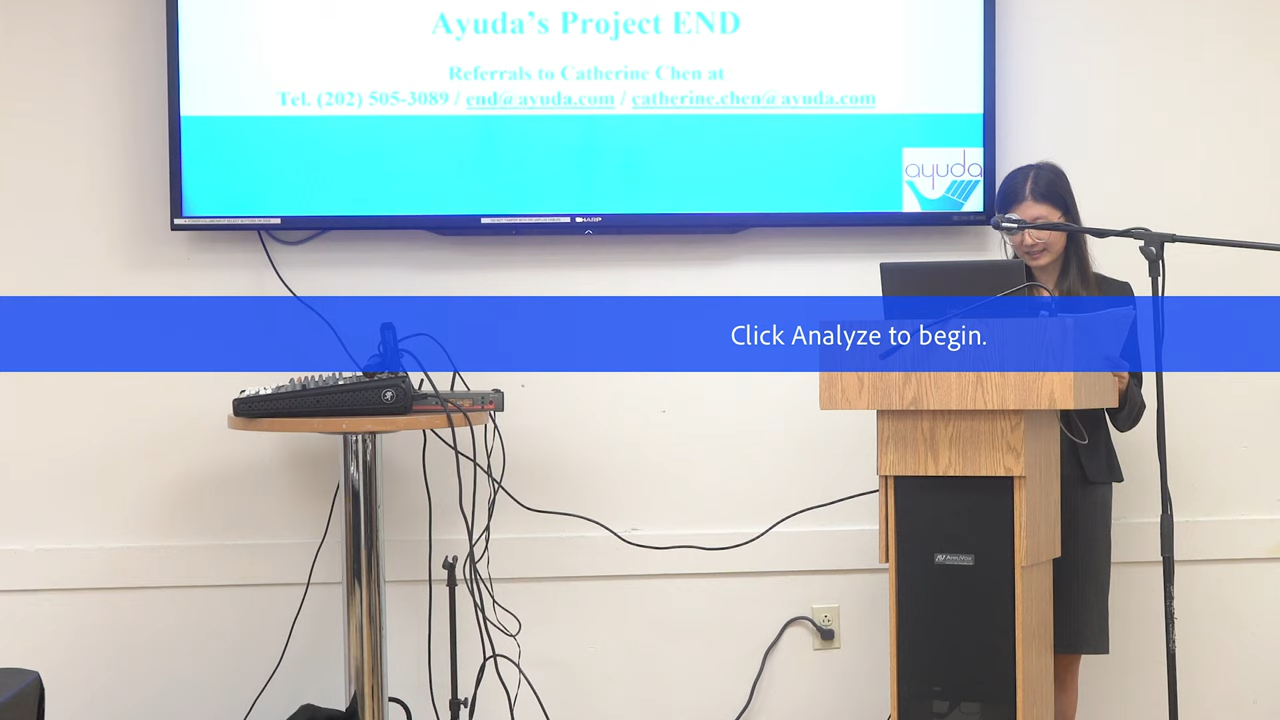 Ayuda's Project END
Referrals to Catherine Chen at
Tel. (202) 505-3089 / end@ayuda.com / catherine.chen@ayuda.com
ayuda
SHARP
Click Analyze to begin.